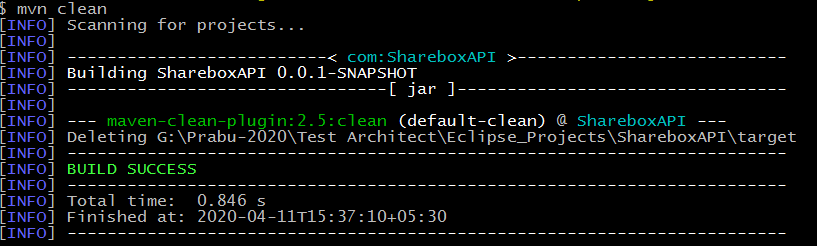 $ mvn clean
[INFO] Scanning for projects...
[INFO]
[INFO] ---------------------------< com:ShareboxAPI >----------------------------
[INFO] Building ShareboxAPI 0.0.1-SNAPSHOT
[INFO] --------------------------------[ jar ]---------------------------------
[INFO]
[INFO] --- maven-clean-plugin:2.5:clean (default-clean) @ ShareboxAPI ---
[INFO] Deleting G:\Prabu-2020\Test Architect\Eclipse_Projects\ShareboxAPI\target
[INFO] ------------------------------------------------------------------------
[INFO] BUILD SUCCESS
[INFO] ------------------------------------------------------------------------
[INFO] Total time:  0.846 s
[INFO] Finished at: 2020-04-11T15:37:10+05:30
[INFO] ------------------------------------------------------------------------